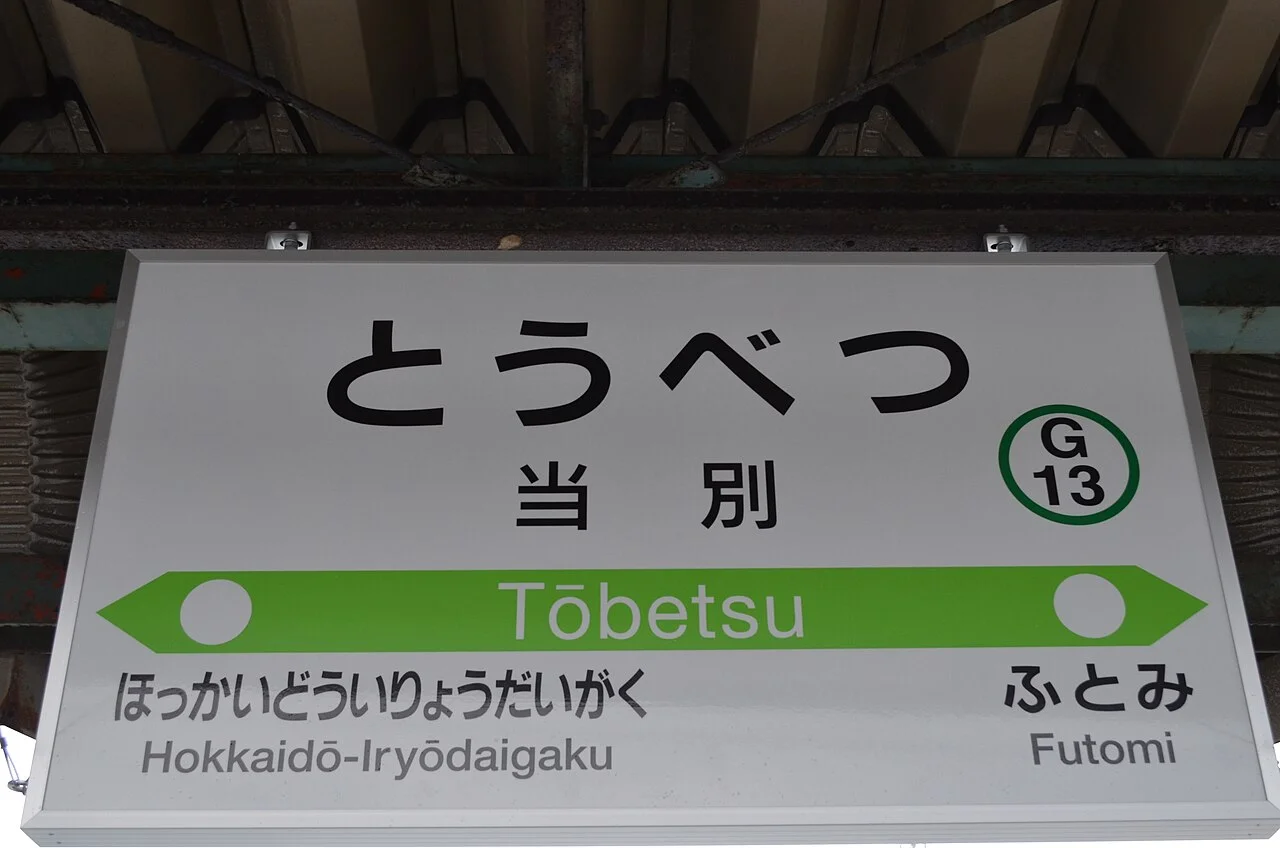 とうべつ
当別
G
13
Tōbetsu
ほっかいどういりょうだいがく
Hokkaidō-Iryōdaigaku
ふとみ
Futomi